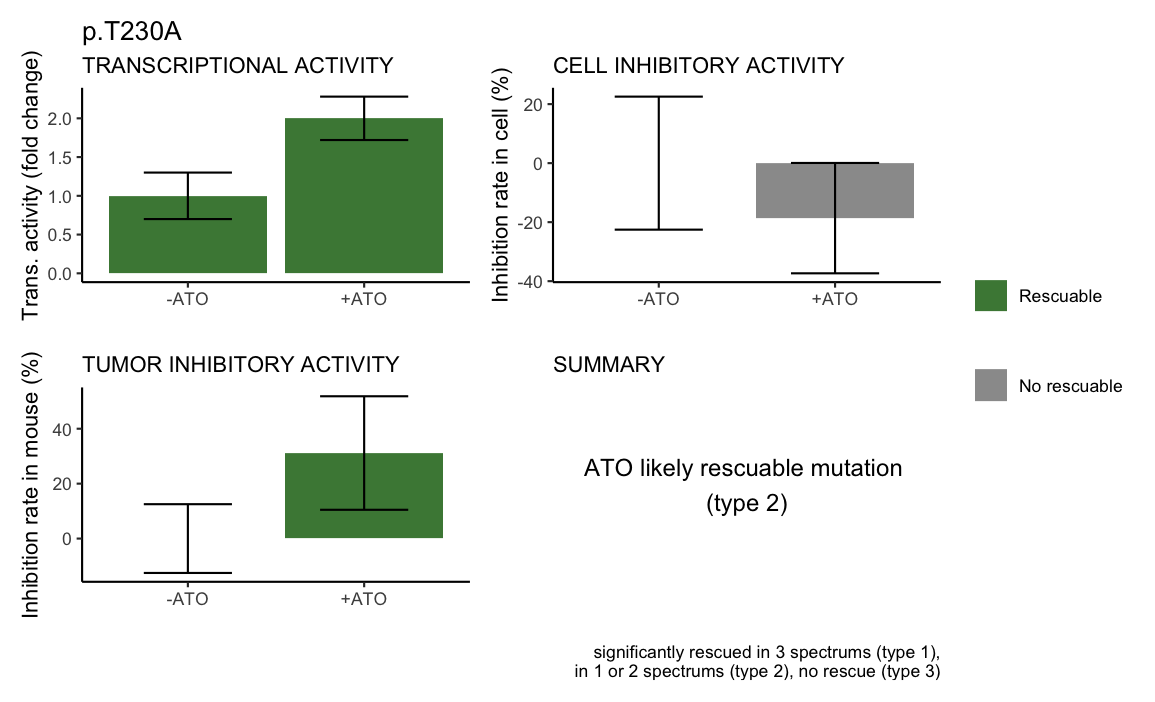 p.T230A
TRANSCRIPTIONAL ACTIVITY
Trans. activity (fold change)
2.0
1.5
1.0
0.5
0.0
-ATO
+ATO
CELL INHIBITORY ACTIVITY
Inhibition rate in cell (%)
20
0
-20
-40
-ATO
+ATO
Rescuable
No rescuable
TUMOR INHIBITORY ACTIVITY
Inhibition rate in mouse (%)
40
20
0
-ATO
+ATO
SUMMARY
ATO likely rescuable mutation
(type 2)
significantly rescued in 3 spectrums (type 1),
in 1 or 2 spectrums (type 2), no rescue (type 3)